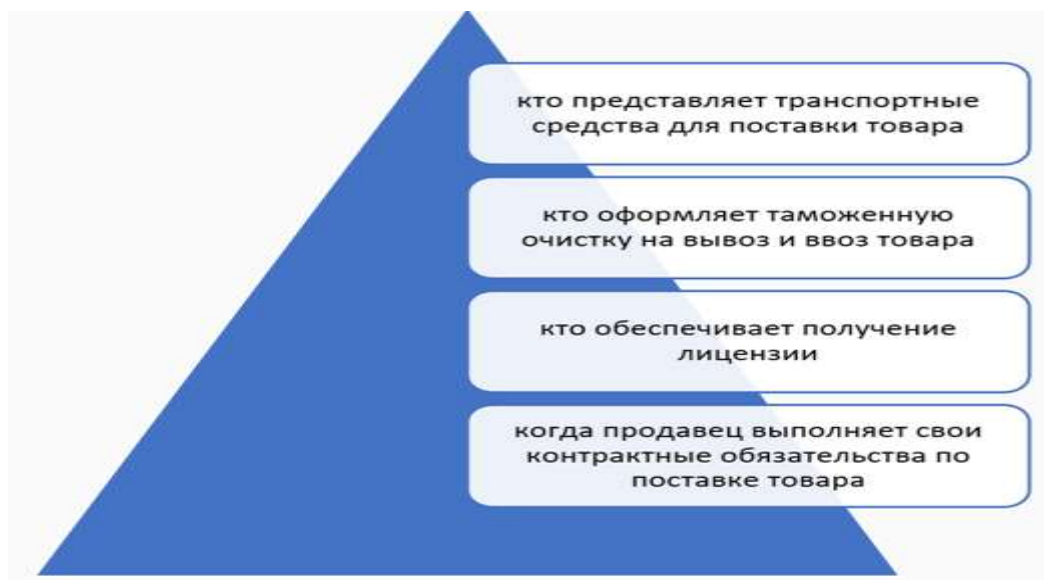 кто представляет транспортные
средства для поставки товара
кто оформляет таможенную
очистку на вывоз и ввоз товара
кто обеспечивает получение
лицензии
когда продавец выполняет свои
контрактные обязательства по
поставке товара